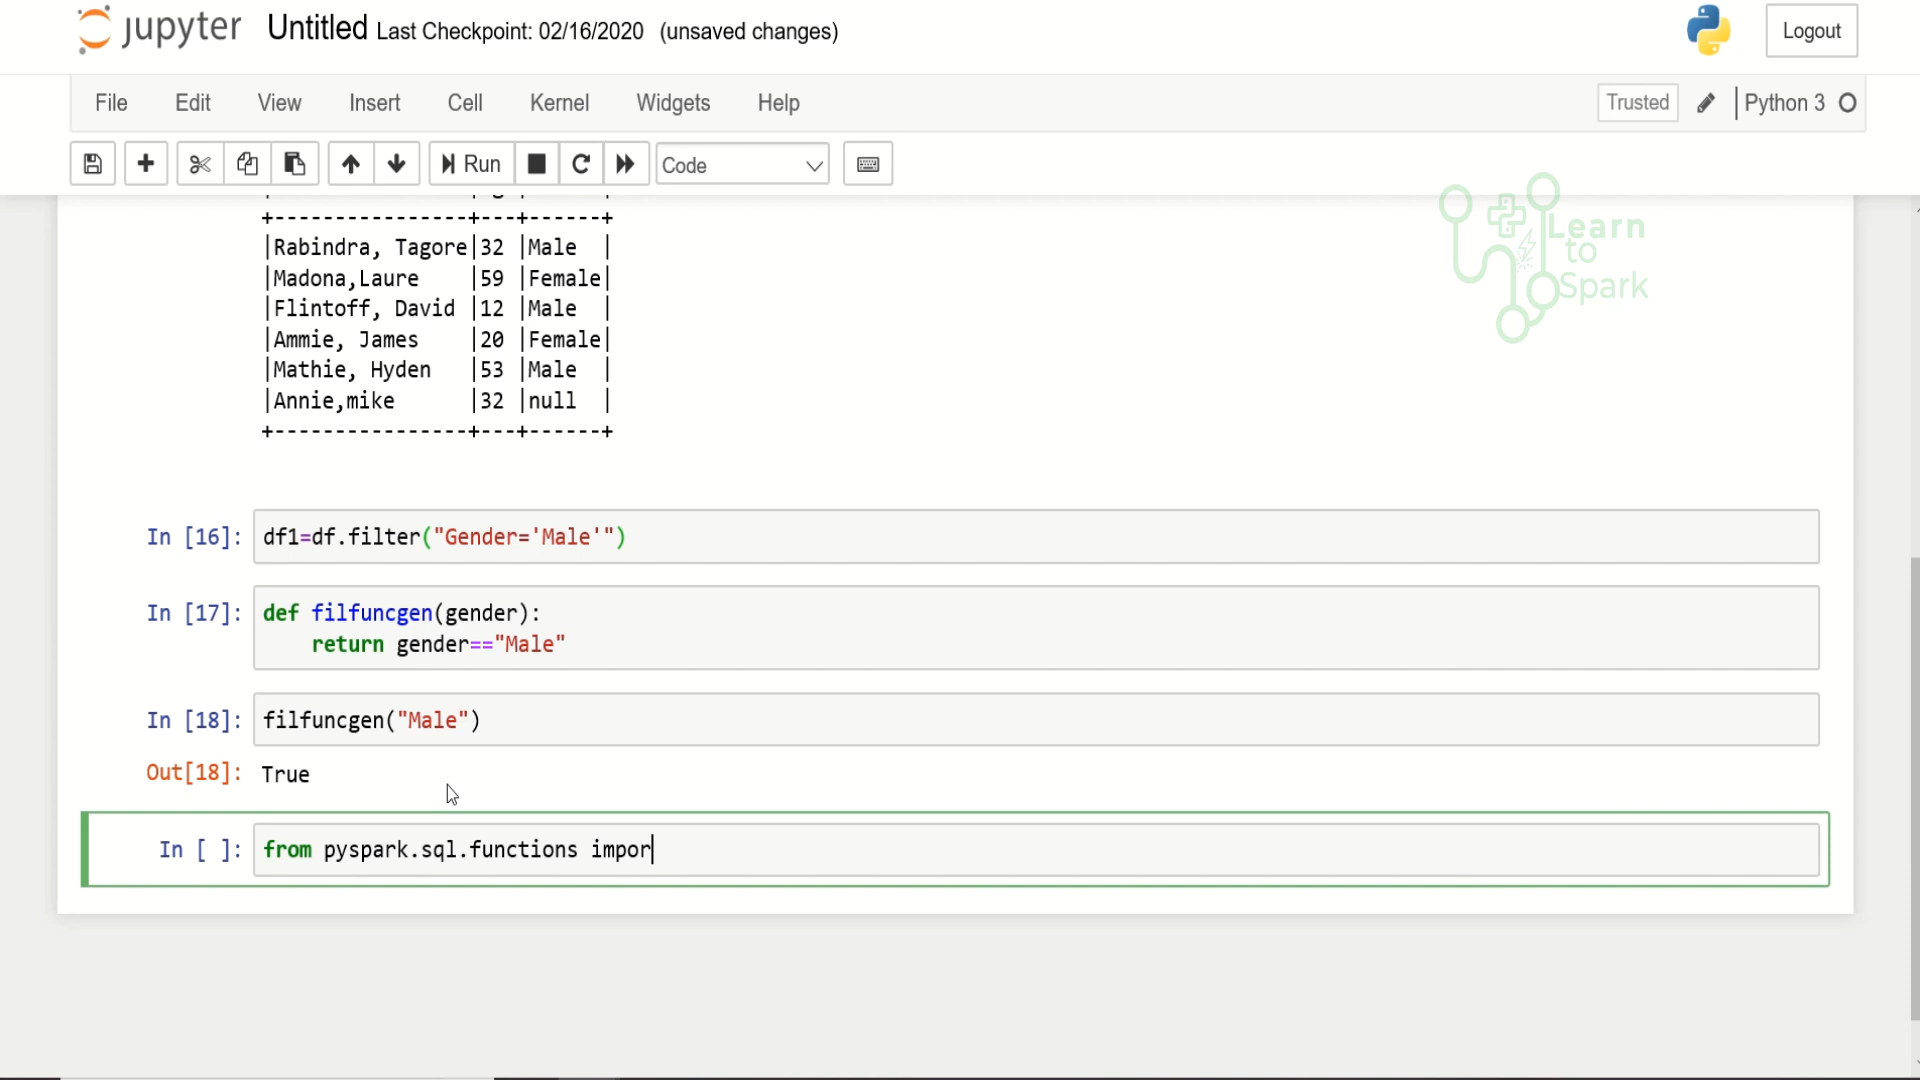 jupyter Untitled Last Checkpoint: 02/16/2020 (unsaved changes) Logout
File Edit View Insert Cell Kernel Widgets Help Trusted Python 3
Run Code
+----------------+---+------+
|Rabindra, Tagore|32 |Male  |
|Madona,Laure    |59 |Female|
|Flintoff, David |12 |Male  |
|Ammie, James    |20 |Female|
|Mathie, Hyden   |53 |Male  |
|Annie,mike      |32 |null  |
+----------------+---+------+
Learn
to
Spark
In [16]: df1=df.filter("Gender='Male'")
In [17]: def filfuncgen(gender):
    return gender=="Male"
In [18]: filfuncgen("Male")
Out[18]: True
In [ ]: from pyspark.sql.functions impor